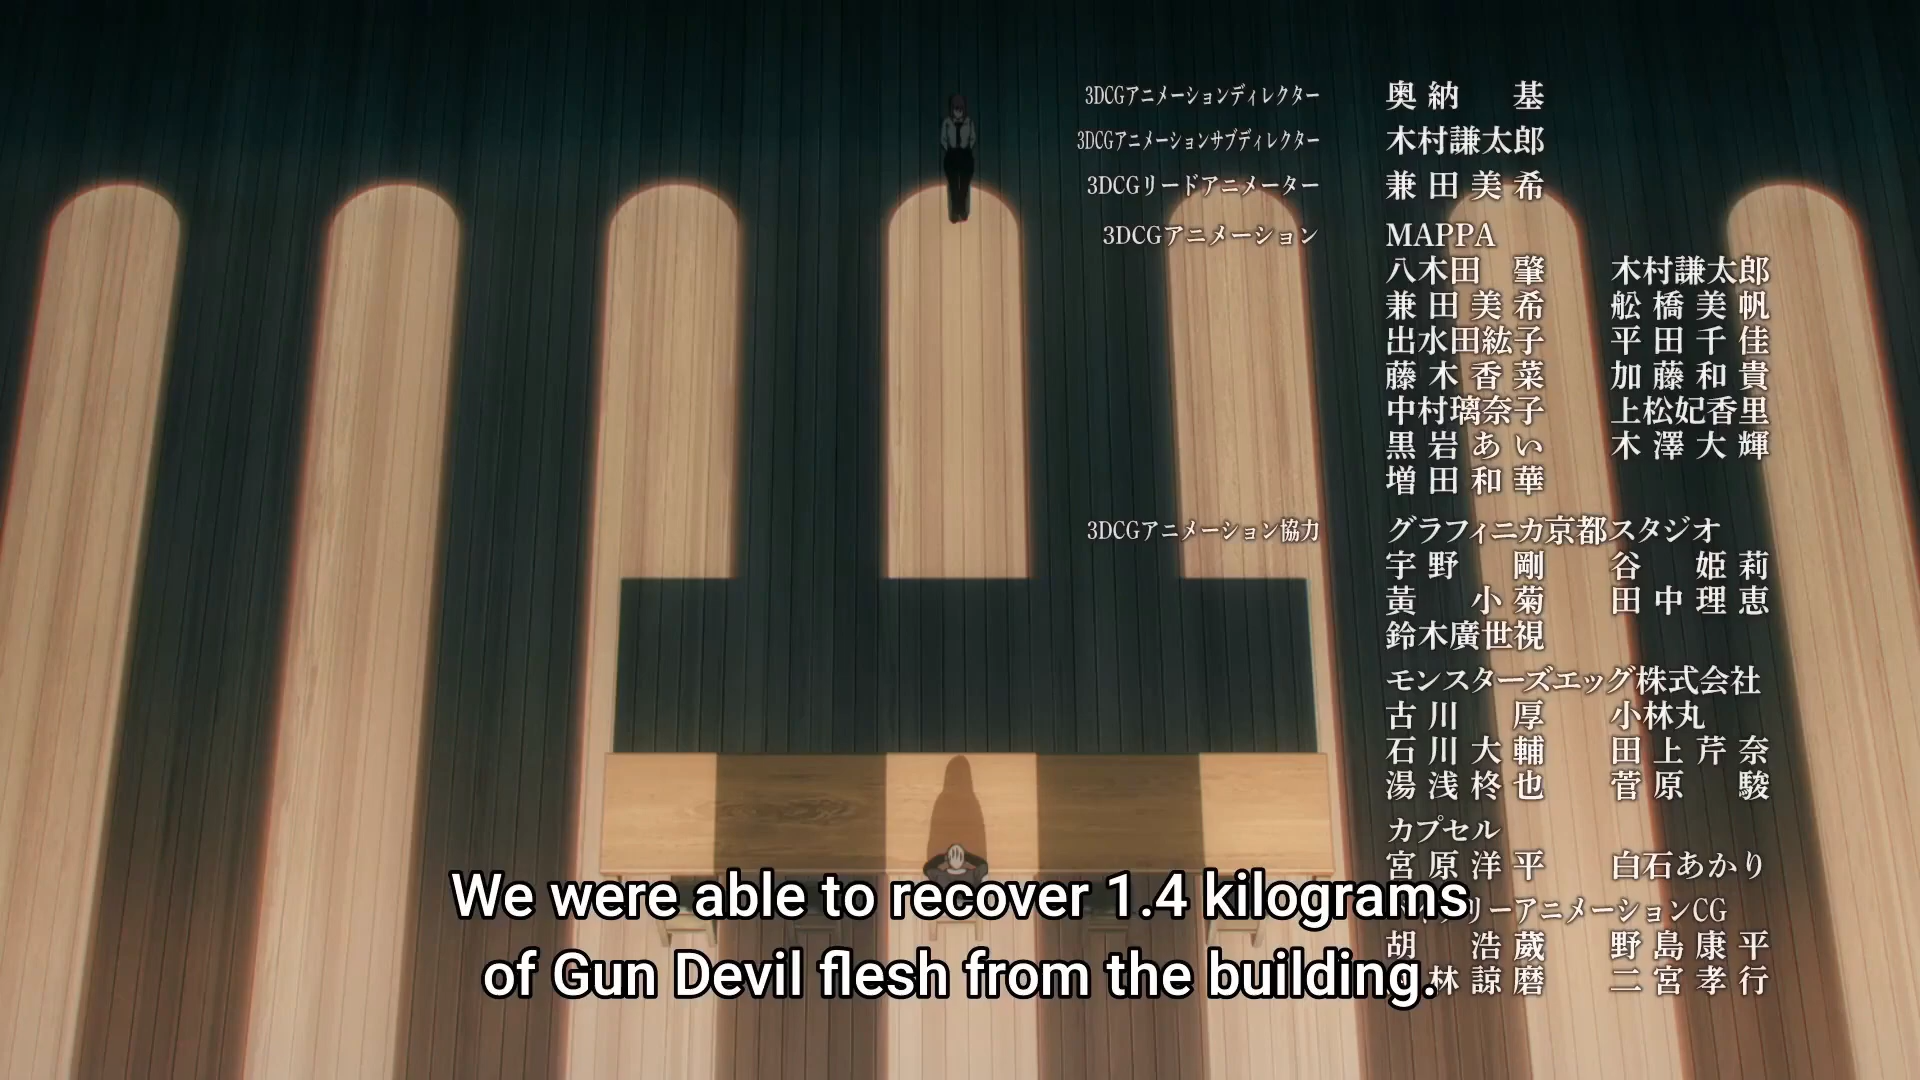 3DCGアニメーションディレクター 奥納 基
3DCGアニメーションサブディレクター 木村謙太郎
3DCGリードアニメーター 兼田美希
3DCGアニメーション MAPPA
八木田 肇 木村謙太郎
兼田美希 舩橋美帆
出水田紘子 平田千佳
藤木香菜 加藤和貴
中村璃奈子 上松妃香里
黒岩あい 木澤大輝
増田和華
3DCGアニメーション協力 グラフィニカ京都スタジオ
宇野 剛 谷 姫莉
黃 小菊 田中理恵
鈴木廣世視
モンスターズエッグ株式会社
古川 厚 小林丸
石川大輔 田上芹奈
湯浅柊也 菅原 駿
カプセル
宮原洋平 白石あかり
リーアニメーションCG
胡 浩葳 野島康平
林諒磨 二宮孝行
We were able to recover 1.4 kilograms
of Gun Devil flesh from the building.